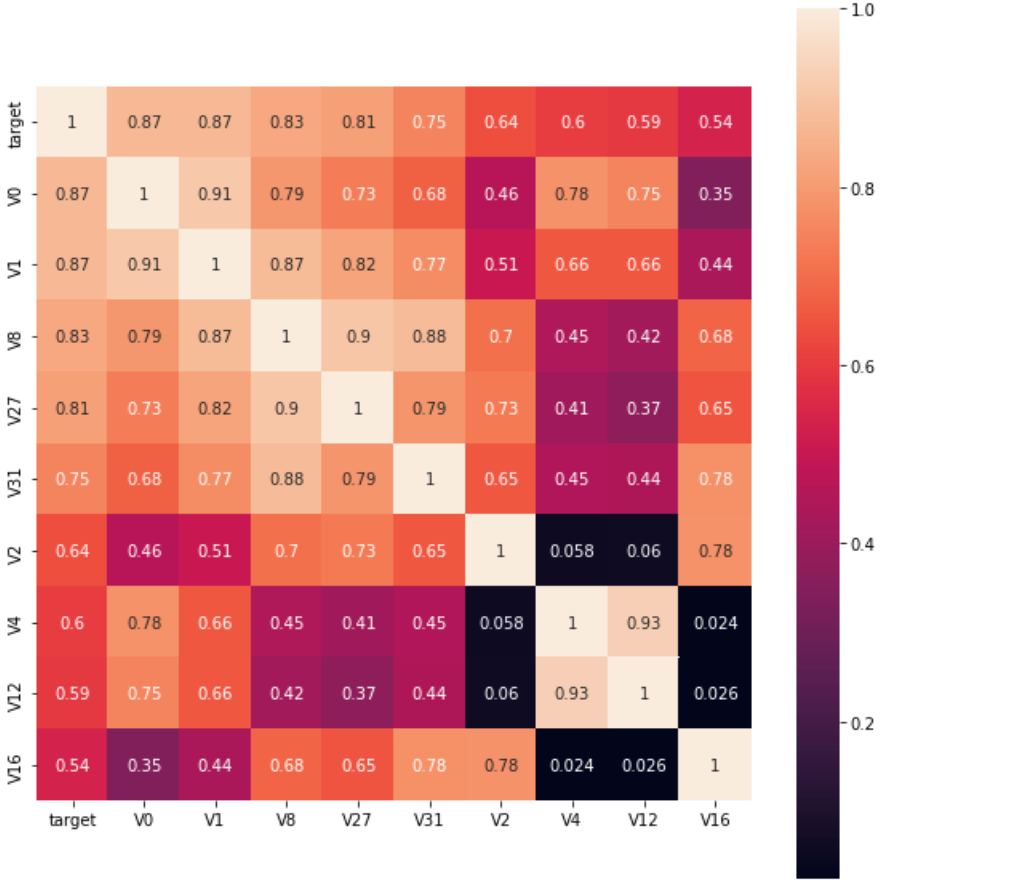 1.0
target 1 0.87 0.87 0.83 0.81 0.75 0.64 0.6 0.59 0.54
V0 0.87 1 0.91 0.79 0.73 0.68 0.46 0.78 0.75 0.35
0.8
V1 0.87 0.91 1 0.87 0.82 0.77 0.51 0.66 0.66 0.44
V8 0.83 0.79 0.87 1 0.9 0.88 0.7 0.45 0.42 0.68
0.6
V27 0.81 0.73 0.82 0.9 1 0.79 0.73 0.41 0.37 0.65
V31 0.75 0.68 0.77 0.88 0.79 1 0.65 0.45 0.44 0.78
0.4
V2 0.64 0.46 0.51 0.7 0.73 0.65 1 0.058 0.06 0.78
V4 0.6 0.78 0.66 0.45 0.41 0.45 0.058 1 0.93 0.024
V12 0.59 0.75 0.66 0.42 0.37 0.44 0.06 0.93 1 0.026
0.2
V16 0.54 0.35 0.44 0.68 0.65 0.78 0.78 0.024 0.026 1
target V0 V1 V8 V27 V31 V2 V4 V12 V16